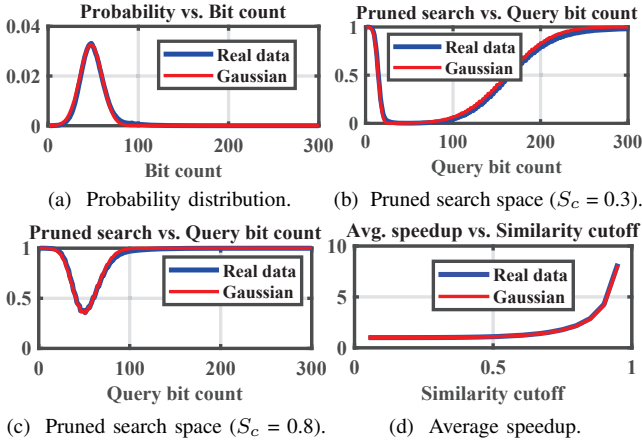 Probability vs. Bit count
0.04
0.02
0
Real data
Gaussian
0 100 200 300
Bit count
(a) Probability distribution.
Pruned search vs. Query bit count
1
0.5
0
Real data
Gaussian
0 100 200 300
Query bit count
(b) Pruned search space (S_c = 0.3).
Pruned search vs. Query bit count
1
0.5
0
Real data
Gaussian
0 100 200 300
Query bit count
(c) Pruned search space (S_c = 0.8).
Avg. speedup vs. Similarity cutoff
10
5
0
Real data
Gaussian
0 0.5 1
Similarity cutoff
(d) Average speedup.